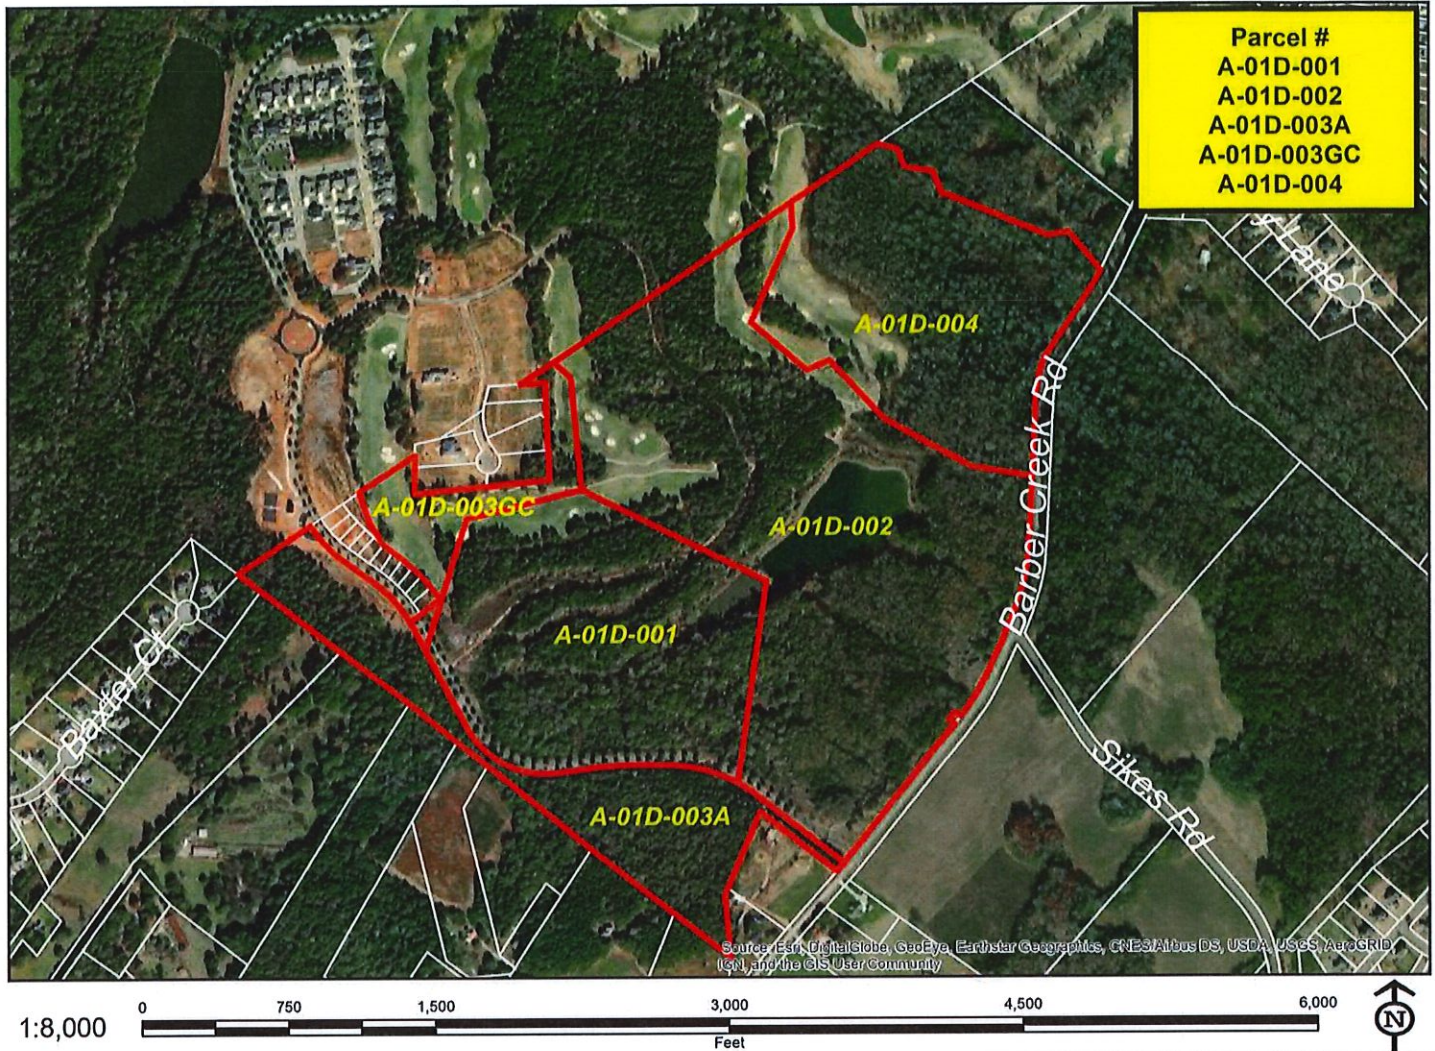 Parcel #
A-01D-001
A-01D-002
A-01D-003A
A-01D-003GC
A-01D-004
Lane
A-01D-004
Barber Creek Rd
A-01D-003GC
A-01D-002
A-01D-001
Baxter Ct
Sikes Rd
A-01D-003A
Source: Esri, DigitalGlobe, GeoEye, Earthstar Geographics, CNES/Airbus DS, USDA, USGS, AeroGRID,
IGN, and the GIS User Community
1:8,000
0 750 1,500 3,000 4,500 6,000
Feet
N